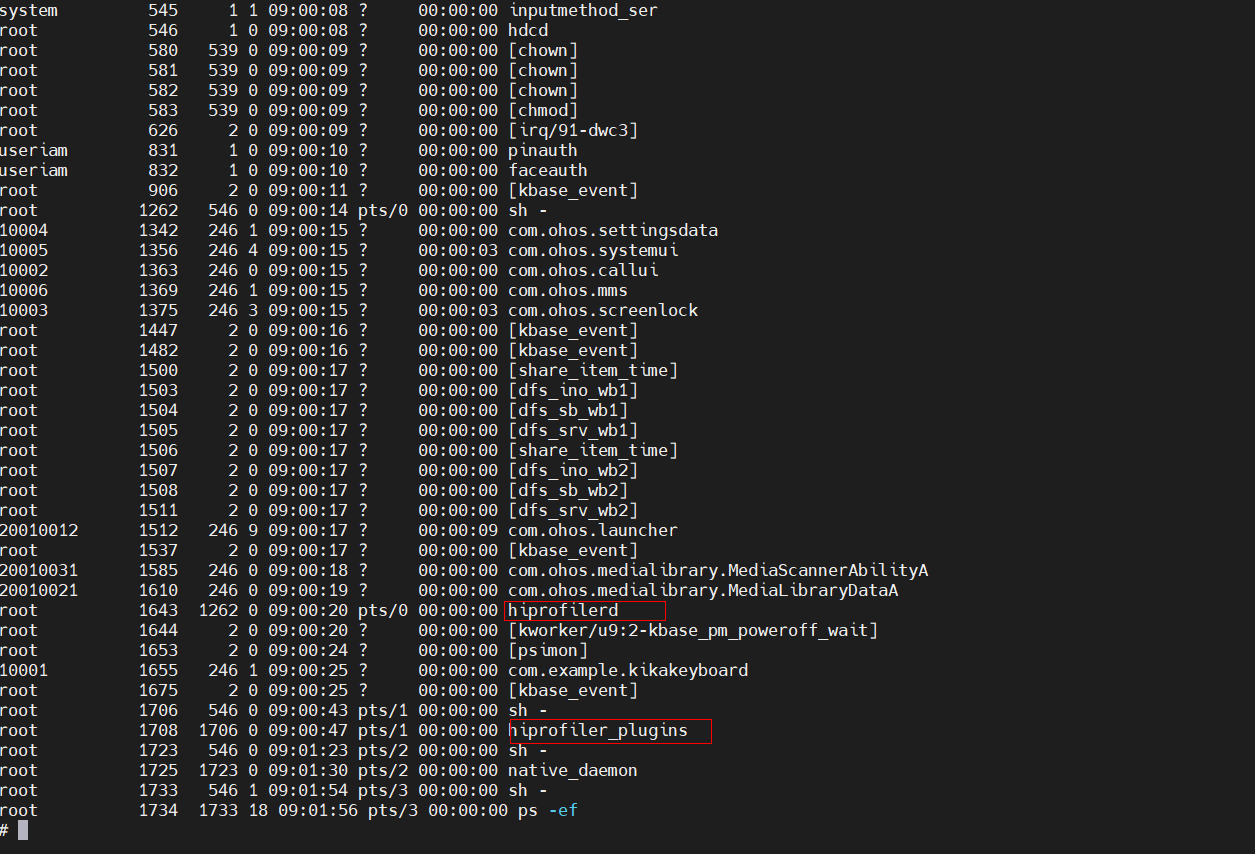 system 545 1 1 09:00:08 ? 00:00:00 inputmethod_ser
root 546 1 0 09:00:08 ? 00:00:00 hdcd
root 580 539 0 09:00:09 ? 00:00:00 [chown]
root 581 539 0 09:00:09 ? 00:00:00 [chown]
root 582 539 0 09:00:09 ? 00:00:00 [chown]
root 583 539 0 09:00:09 ? 00:00:00 [chmod]
root 626 2 0 09:00:09 ? 00:00:00 [irq/91-dwc3]
useriam 831 1 0 09:00:10 ? 00:00:00 pinauth
useriam 832 1 0 09:00:10 ? 00:00:00 faceauth
root 906 2 0 09:00:11 ? 00:00:00 [kbase_event]
root 1262 546 0 09:00:14 pts/0 00:00:00 sh -
10004 1342 246 1 09:00:15 ? 00:00:00 com.ohos.settingsdata
10005 1356 246 4 09:00:15 ? 00:00:03 com.ohos.systemui
10002 1363 246 0 09:00:15 ? 00:00:00 com.ohos.callui
10006 1369 246 1 09:00:15 ? 00:00:00 com.ohos.mms
10003 1375 246 3 09:00:15 ? 00:00:03 com.ohos.screenlock
root 1447 2 0 09:00:16 ? 00:00:00 [kbase_event]
root 1482 2 0 09:00:16 ? 00:00:00 [kbase_event]
root 1500 2 0 09:00:17 ? 00:00:00 [share_item_time]
root 1503 2 0 09:00:17 ? 00:00:00 [dfs_ino_wb1]
root 1504 2 0 09:00:17 ? 00:00:00 [dfs_sb_wb1]
root 1505 2 0 09:00:17 ? 00:00:00 [dfs_srv_wb1]
root 1506 2 0 09:00:17 ? 00:00:00 [share_item_time]
root 1507 2 0 09:00:17 ? 00:00:00 [dfs_ino_wb2]
root 1508 2 0 09:00:17 ? 00:00:00 [dfs_sb_wb2]
root 1511 2 0 09:00:17 ? 00:00:00 [dfs_srv_wb2]
20010012 1512 246 9 09:00:17 ? 00:00:09 com.ohos.launcher
root 1537 2 0 09:00:17 ? 00:00:00 [kbase_event]
20010031 1585 246 0 09:00:18 ? 00:00:00 com.ohos.medialibrary.MediaScannerAbilityA
20010021 1610 246 0 09:00:19 ? 00:00:00 com.ohos.medialibrary.MediaLibraryDataA
root 1643 1262 0 09:00:20 pts/0 00:00:00 hiprofilerd
root 1644 2 0 09:00:20 ? 00:00:00 [kworker/u9:2-kbase_pm_poweroff_wait]
root 1653 2 0 09:00:24 ? 00:00:00 [psimon]
10001 1655 246 1 09:00:25 ? 00:00:00 com.example.kikakeyboard
root 1675 2 0 09:00:25 ? 00:00:00 [kbase_event]
root 1706 546 0 09:00:43 pts/1 00:00:00 sh -
root 1708 1706 0 09:00:47 pts/1 00:00:00 hiprofiler_plugins
root 1723 546 0 09:01:23 pts/2 00:00:00 sh -
root 1725 1723 0 09:01:30 pts/2 00:00:00 native_daemon
root 1733 546 1 09:01:54 pts/3 00:00:00 sh -
root 1734 1733 18 09:01:56 pts/3 00:00:00 ps -ef
#